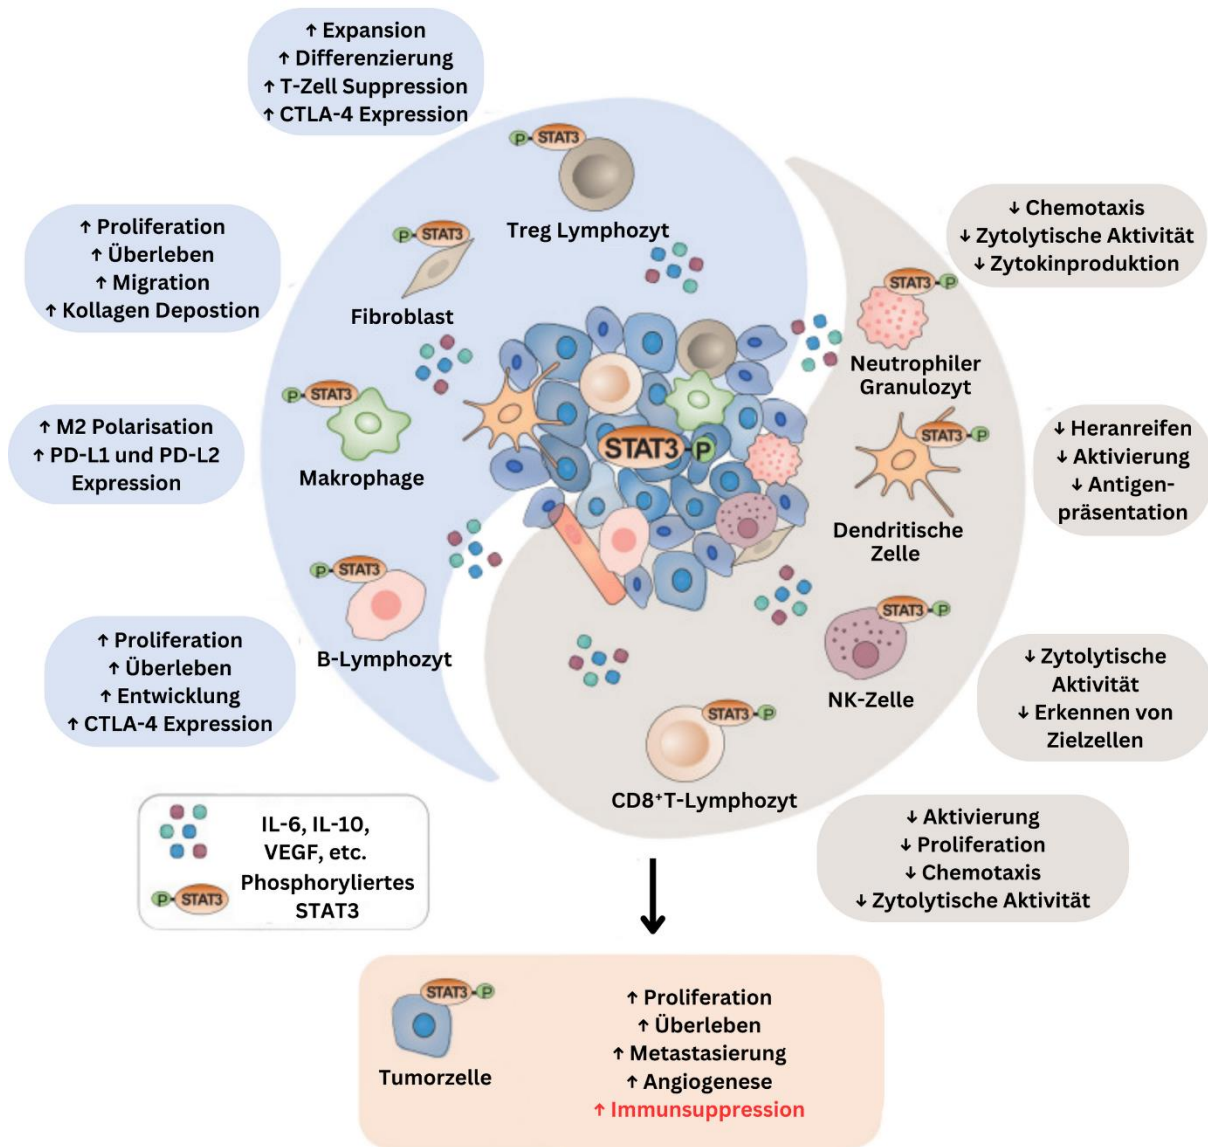 ↑ Expansion
↑ Differenzierung
↑ T-Zell Suppression
↑ CTLA-4 Expression
P-STAT3
Treg Lymphozyt
↑ Proliferation
↑ Überleben
↑ Migration
↑ Kollagen Depostion
P-STAT3
Fibroblast
↑ M2 Polarisation
↑ PD-L1 und PD-L2
Expression
P-STAT3
Makrophage
↑ Proliferation
↑ Überleben
↑ Entwicklung
↑ CTLA-4 Expression
P-STAT3
B-Lymphozyt
STAT3-P
STAT3-P
Neutrophiler
Granulozyt
↓ Chemotaxis
↓ Zytolytische Aktivität
↓ Zytokinproduktion
STAT3-P
Dendritische
Zelle
↓ Heranreifen
↓ Aktivierung
↓ Antigen-
präsentation
STAT3-P
NK-Zelle
↓ Zytolytische
Aktivität
↓ Erkennen von
Zielzellen
STAT3-P
CD8⁺T-Lymphozyt
↓ Aktivierung
↓ Proliferation
↓ Chemotaxis
↓ Zytolytische Aktivität
IL-6, IL-10,
VEGF, etc.
P-STAT3
Phosphoryliertes
STAT3
STAT3-P
Tumorzelle
↑ Proliferation
↑ Überleben
↑ Metastasierung
↑ Angiogenese
↑ Immunsuppression